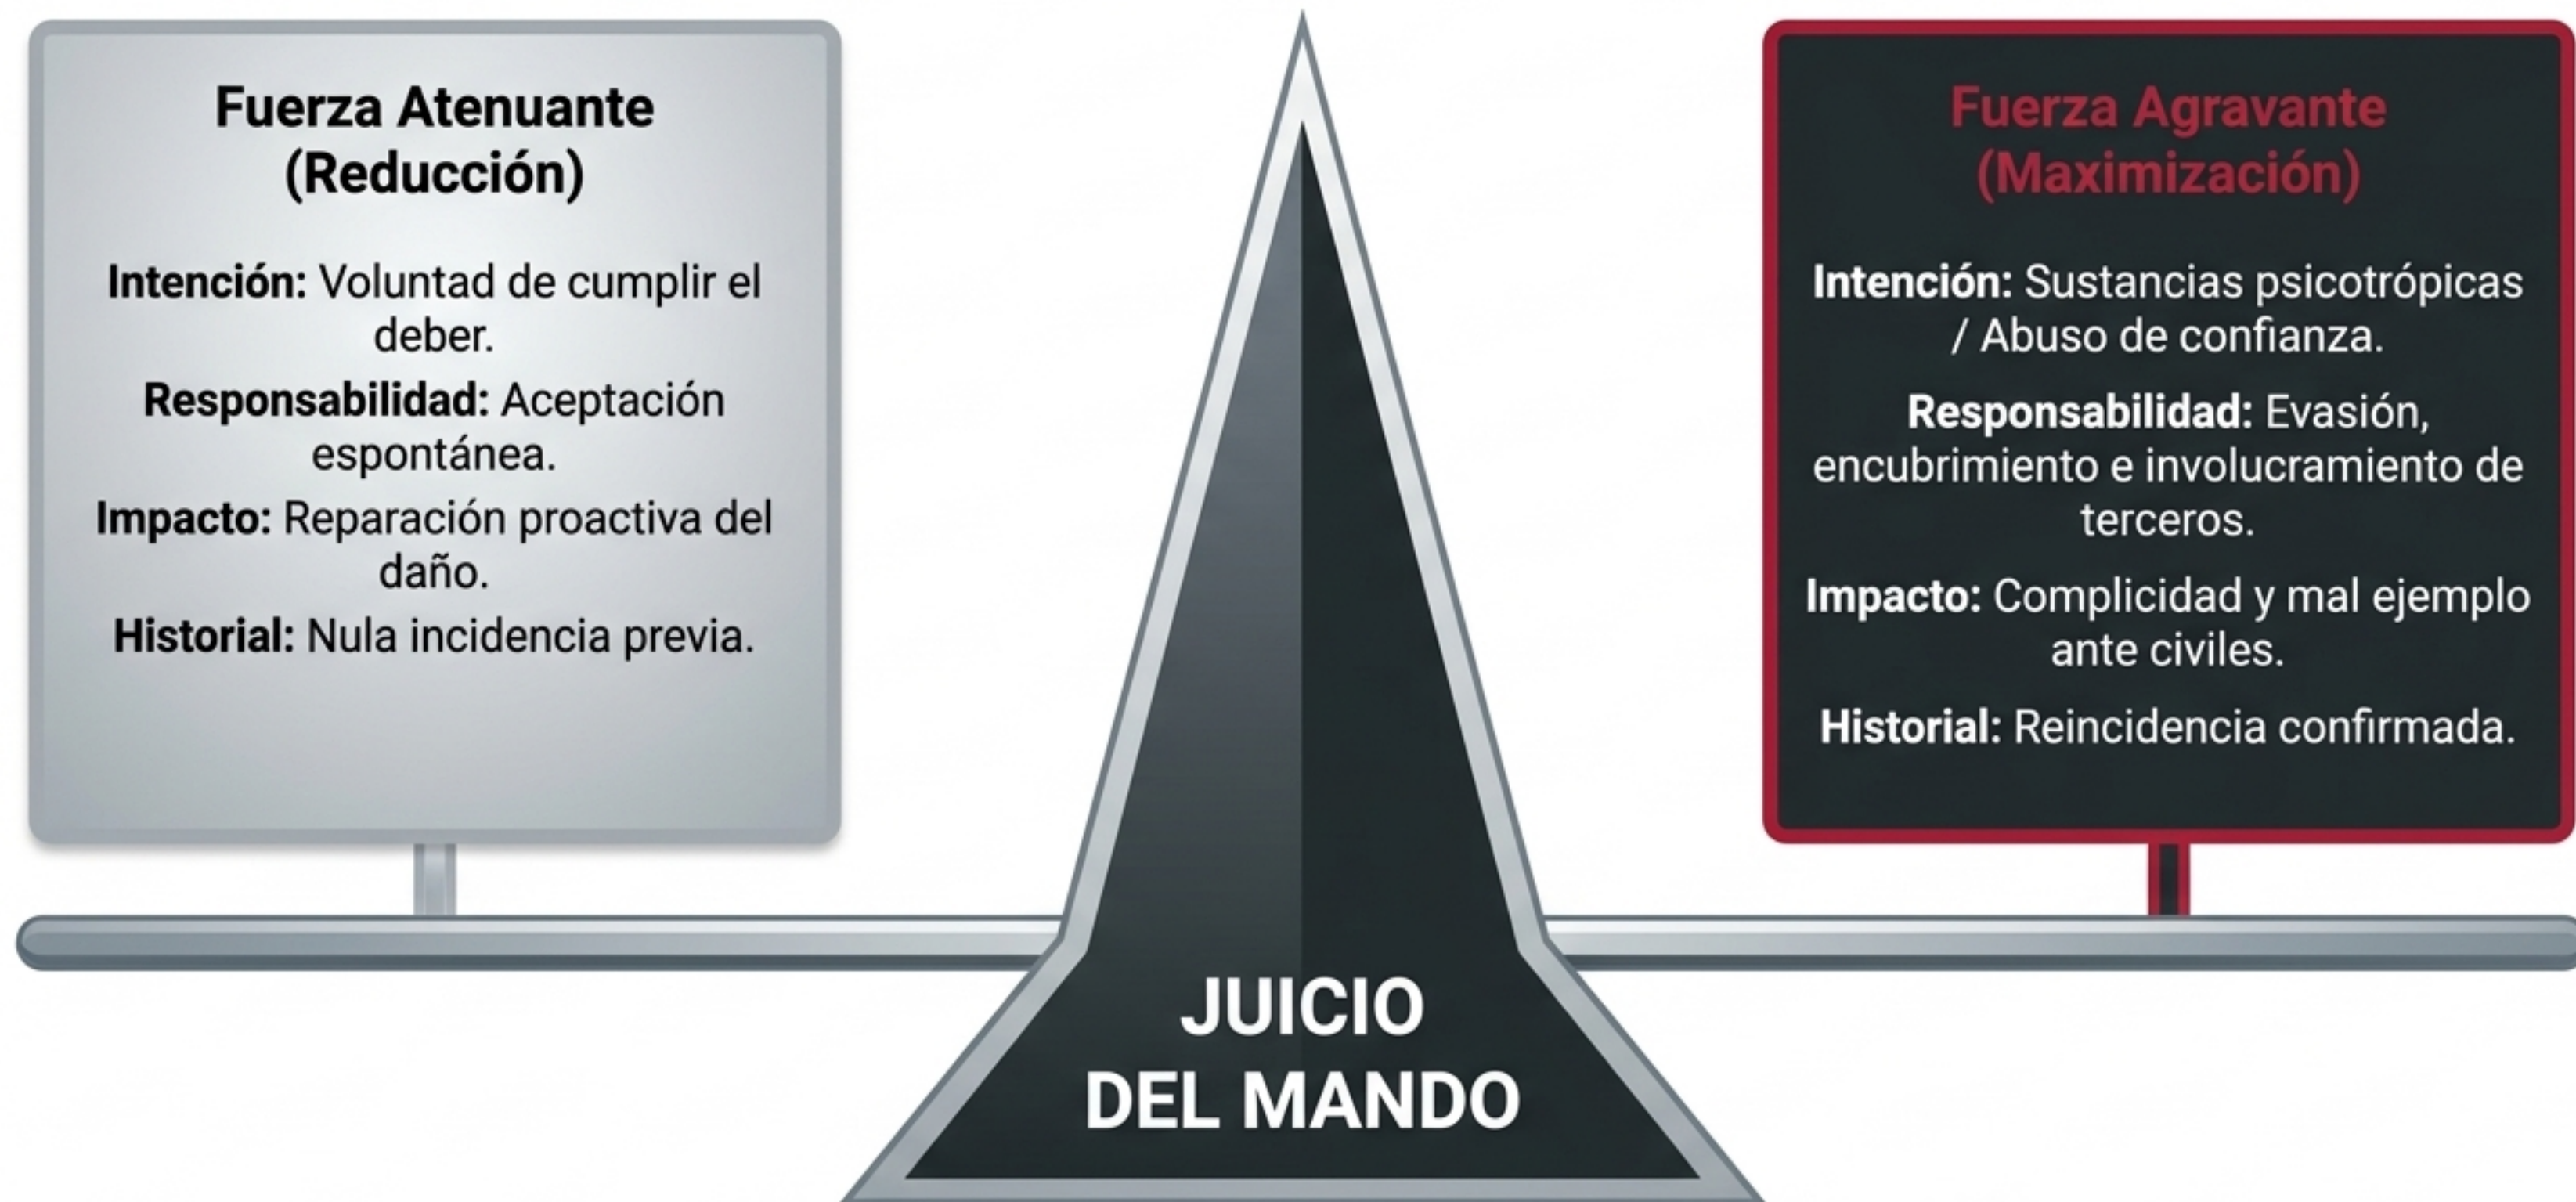 Fuerza Atenuante
(Reducción)
Intención: Voluntad de cumplir el
deber.
Responsabilidad: Aceptación
espontánea.
Impacto: Reparación proactiva del
daño.
Historial: Nula incidencia previa.
JUICIO
DEL MANDO
Fuerza Agravante
(Maximización)
Intención: Sustancias psicotrópicas
/ Abuso de confianza.
Responsabilidad: Evasión,
encubrimiento e involucramiento de
terceros.
Impacto: Complicidad y mal ejemplo
ante civiles.
Historial: Reincidencia confirmada.